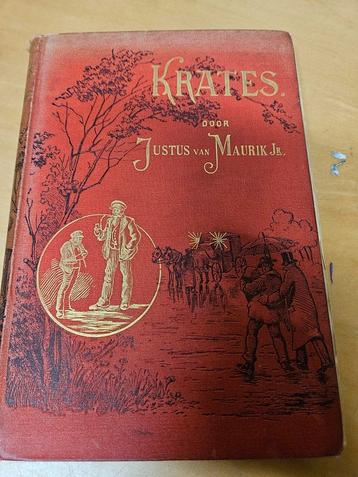 KRATES.
DOOR
JUSTUS VAN MAURIK JR.